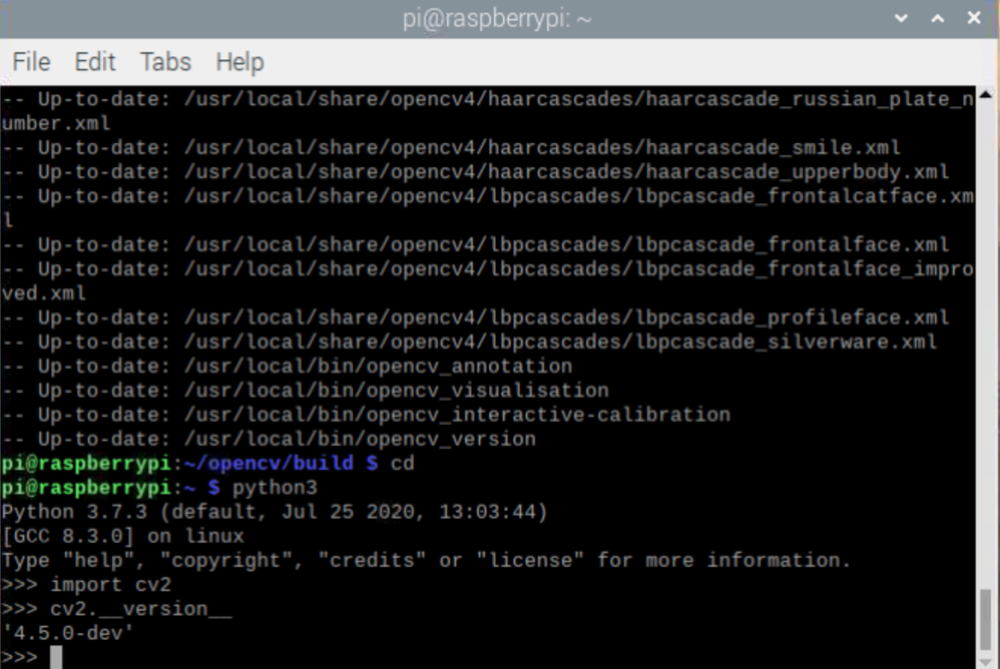 pi@raspberrypi: ~
File Edit Tabs Help
-- Up-to-date: /usr/local/share/opencv4/haarcascades/haarcascade_russian_plate_n
umber.xml
-- Up-to-date: /usr/local/share/opencv4/haarcascades/haarcascade_smile.xml
-- Up-to-date: /usr/local/share/opencv4/haarcascades/haarcascade_upperbody.xml
-- Up-to-date: /usr/local/share/opencv4/lbpcascades/lbpcascade_frontalcatface.xm
l
-- Up-to-date: /usr/local/share/opencv4/lbpcascades/lbpcascade_frontalface.xml
-- Up-to-date: /usr/local/share/opencv4/lbpcascades/lbpcascade_frontalface_impro
ved.xml
-- Up-to-date: /usr/local/share/opencv4/lbpcascades/lbpcascade_profileface.xml
-- Up-to-date: /usr/local/share/opencv4/lbpcascades/lbpcascade_silverware.xml
-- Up-to-date: /usr/local/bin/opencv_annotation
-- Up-to-date: /usr/local/bin/opencv_visualisation
-- Up-to-date: /usr/local/bin/opencv_interactive-calibration
-- Up-to-date: /usr/local/bin/opencv_version
pi@raspberrypi:~/opencv/build $ cd
pi@raspberrypi:~ $ python3
Python 3.7.3 (default, Jul 25 2020, 13:03:44)
[GCC 8.3.0] on linux
Type "help", "copyright", "credits" or "license" for more information.
>>> import cv2
>>> cv2.__version__
'4.5.0-dev'
>>>